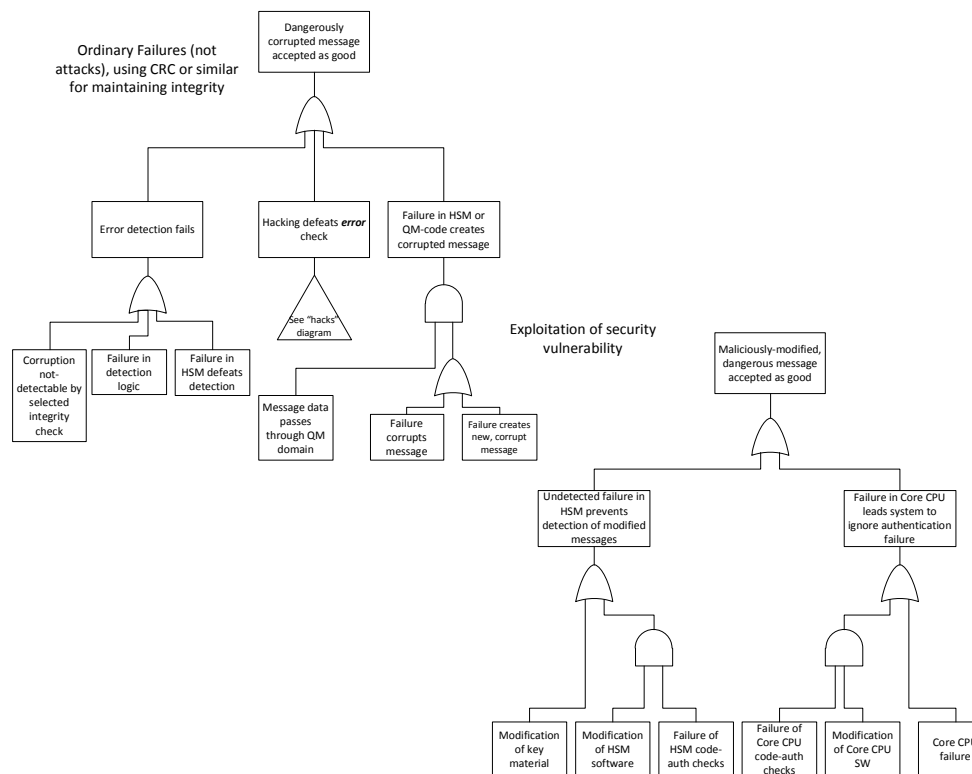 Dangerously
corrupted message
accepted as good
Ordinary Failures (not
attacks), using CRC or similar
for maintaining integrity
Error detection fails
Hacking defeats error
check
Failure in HSM or
QM-code creates
corrupted message
See "hacks"
diagram
Corruption
not-
detectable by
selected
integrity
check
Failure in
detection
logic
Failure in
HSM defeats
detection
Message data
passes
through QM
domain
Failure
corrupts
message
Failure creates
new, corrupt
message
Exploitation of security
vulnerability
Maliciously-modified,
dangerous message
accepted as good
Undetected failure in
HSM prevents
detection of modified
messages
Failure in Core CPU
leads system to
ignore authentication
failure
Modification
of key
material
Modification
of HSM
software
Failure of
HSM code-
auth checks
Failure of
Core CPU
code-auth
checks
Modification
of Core CPU
SW
Core CPU
failure